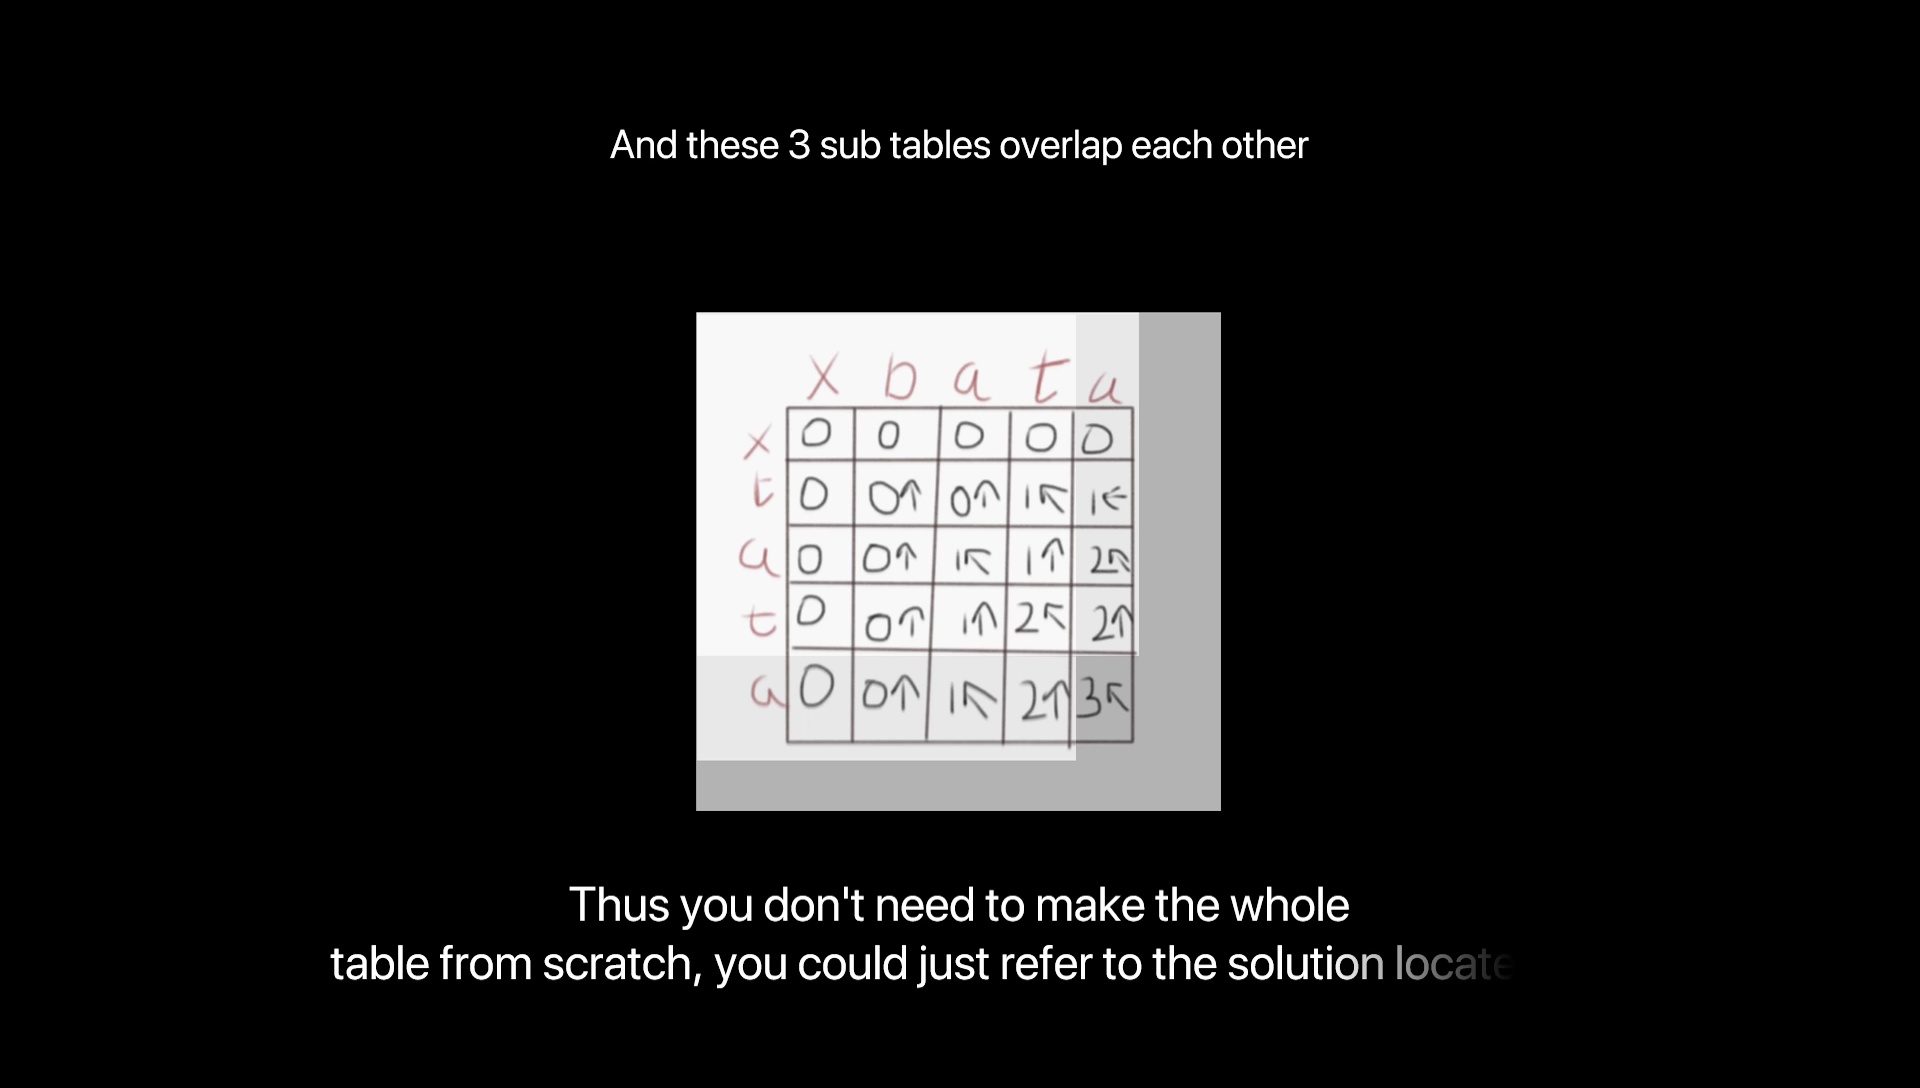 And these 3 sub tables overlap each other
x b a t a
x 0 0 0 0 0
t 0 0↑ 0↑ 1↖ 1←
a 0 0↑ 1↖ 1↑ 2↖
t 0 0↑ 1↑ 2↖ 2↑
a 0 0↑ 1↖ 2↑ 3↖
Thus you don't need to make the whole
table from scratch, you could just refer to the solution locate